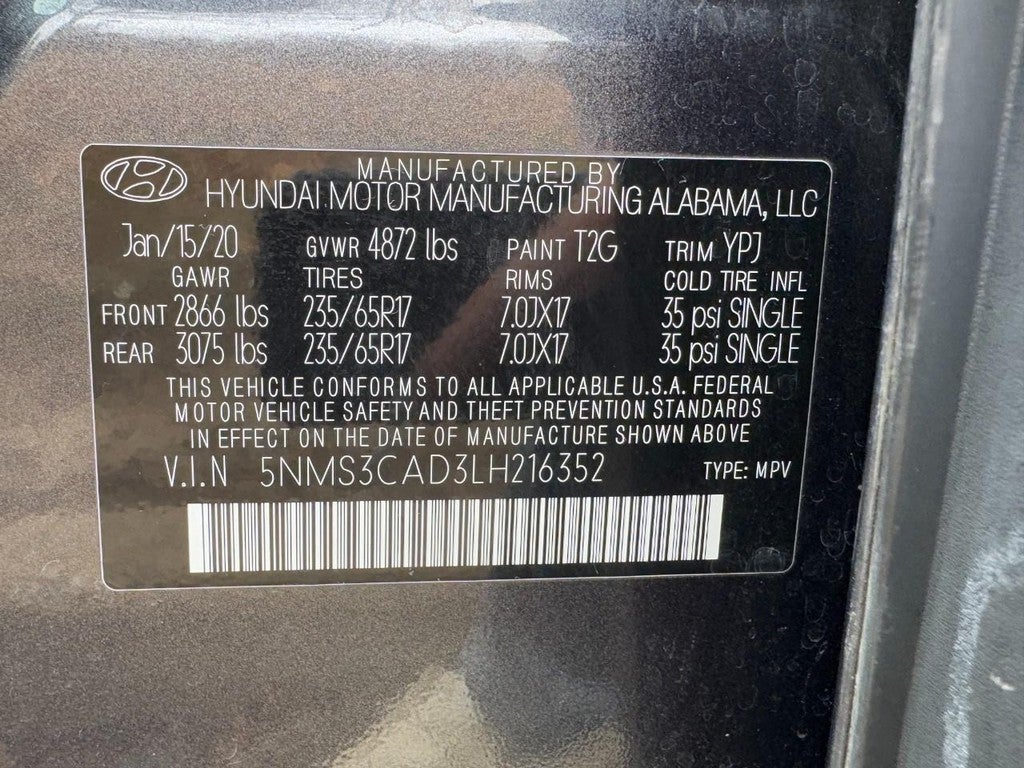 MANUFACTURED BY
HYUNDAI MOTOR MANUFACTURING ALABAMA, LLC
Jan/15/20 GVWR 4872 lbs PAINT T2G TRIM YPJ
GAWR TIRES RIMS COLD TIRE INFL
FRONT 2866 lbs 235/65R17 7.0JX17 35 psi SINGLE
REAR 3075 lbs 235/65R17 7.0JX17 35 psi SINGLE
THIS VEHICLE CONFORMS TO ALL APPLICABLE U.S.A. FEDERAL
MOTOR VEHICLE SAFETY AND THEFT PREVENTION STANDARDS
IN EFFECT ON THE DATE OF MANUFACTURE SHOWN ABOVE
V.I.N 5NMS3CAD3LH216352 TYPE: MPV